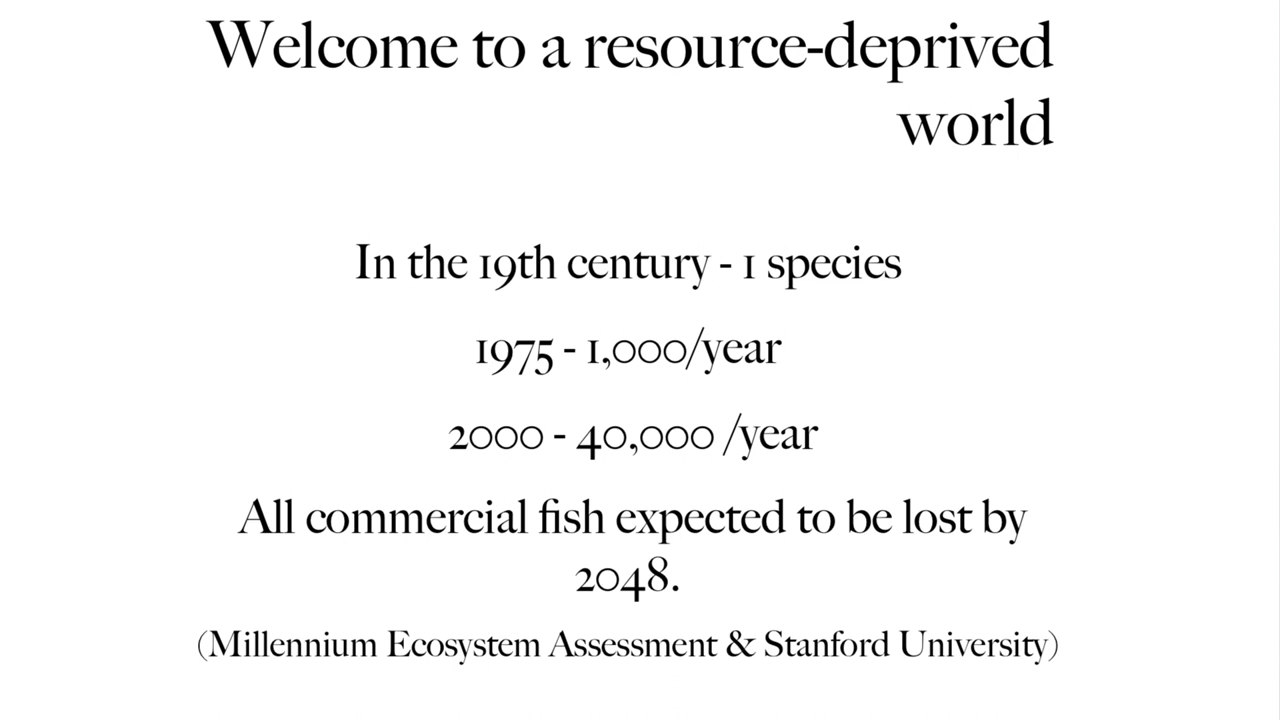 Welcome to a resource-deprived
world
In the 19th century - 1 species
1975 - 1,000/year
2000 - 40,000 /year
All commercial fish expected to be lost by
2048.
(Millennium Ecosystem Assessment & Stanford University)